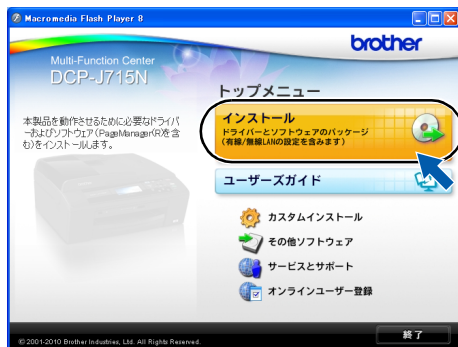 Macromedia Flash Player 8
brother
Multi-Function Center
DCP-J715N
トップメニュー
本製品を動作させるために必要なドライバ
ーおよびソフトウェア(PageManager(R)を含
む)をインストールします。
インストール
ドライバーとソフトウェアのパッケージ
(有線/無線LANの設定を含みます)
ユーザーズガイド
カスタムインストール
その他ソフトウェア
サービスとサポート
オンラインユーザー登録
© 2001-2010 Brother Industries, Ltd. All Rights Reserved.
終了